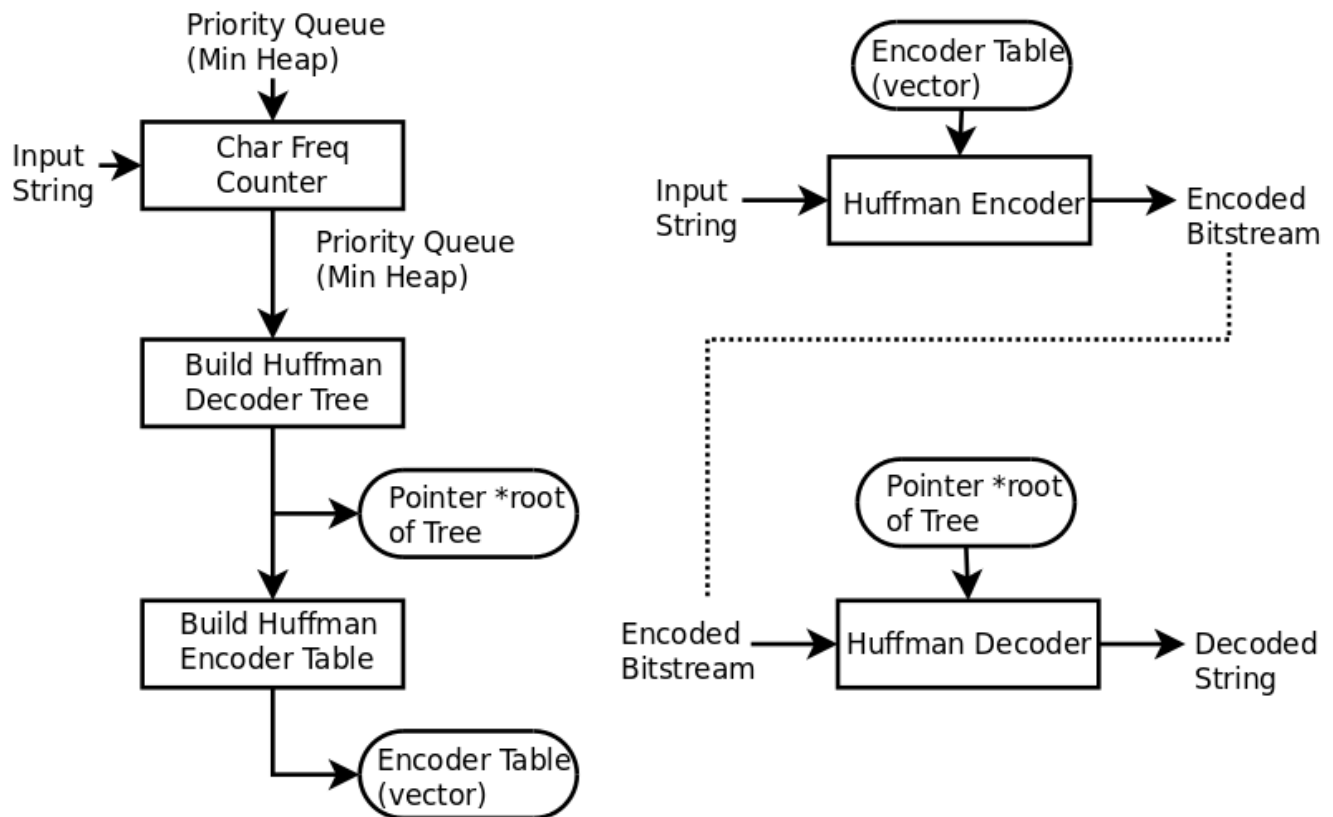 Priority Queue
(Min Heap)
Input
String
Char Freq
Counter
Priority Queue
(Min Heap)
Build Huffman
Decoder Tree
Pointer *root
of Tree
Build Huffman
Encoder Table
Encoder Table
(vector)
Encoder Table
(vector)
Input
String
Huffman Encoder
Encoded
Bitstream
Pointer *root
of Tree
Encoded
Bitstream
Huffman Decoder
Decoded
String